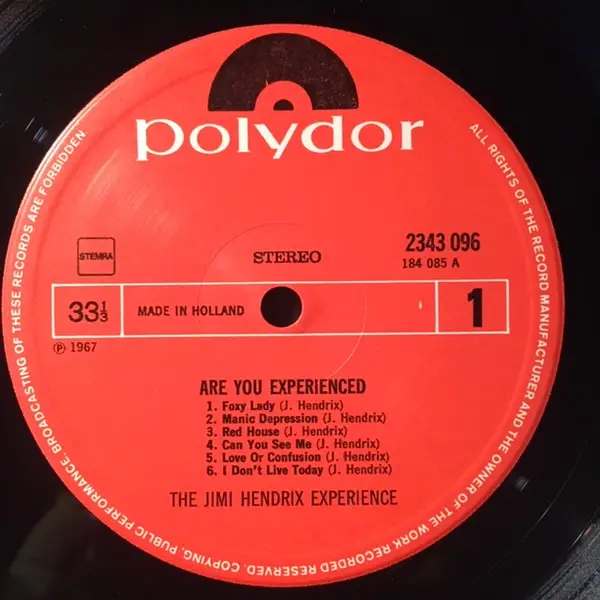 polydor
STEMRA
STEREO
2343 096
184 085 A
33⅓
MADE IN HOLLAND
1
Ⓟ 1967
ARE YOU EXPERIENCED
1. Foxy Lady (J. Hendrix)
2. Manic Depression (J. Hendrix)
3. Red House (J. Hendrix)
4. Can You See Me (J. Hendrix)
5. Love Or Confusion (J. Hendrix)
6. I Don't Live Today (J. Hendrix)
THE JIMI HENDRIX EXPERIENCE
ALL RIGHTS OF THE RECORD MANUFACTURER AND THE OWNER OF THE WORK RECORDED RESERVED. COPYING, PUBLIC PERFORMANCE, BROADCASTING OF THESE RECORDS ARE FORBIDDEN.